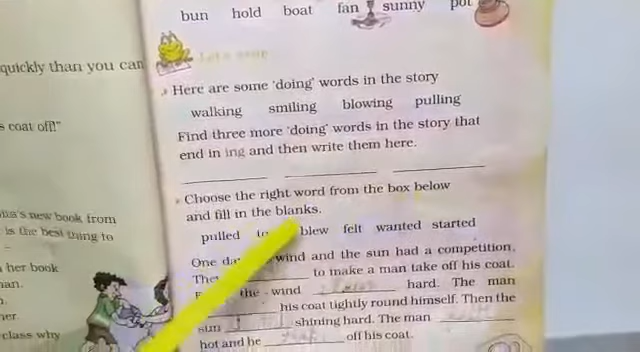 bun hold boat fan sunny pot
quickly than you can
Here are some 'doing' words in the story
walking smiling blowing pulling
s coat off!"
Find three more 'doing' words in the story that
end in ing and then write them here.
Choose the right word from the box below
and fill in the blanks.
new book from
is the best thing to
pulled blew felt wanted started
One wind and the sun had a competition.
to make a man take off his coat.
her book
man.
the wind hard. The man
his coat tightly round himself. Then the
sun shining hard. The man
class why
hot and he off his coat.